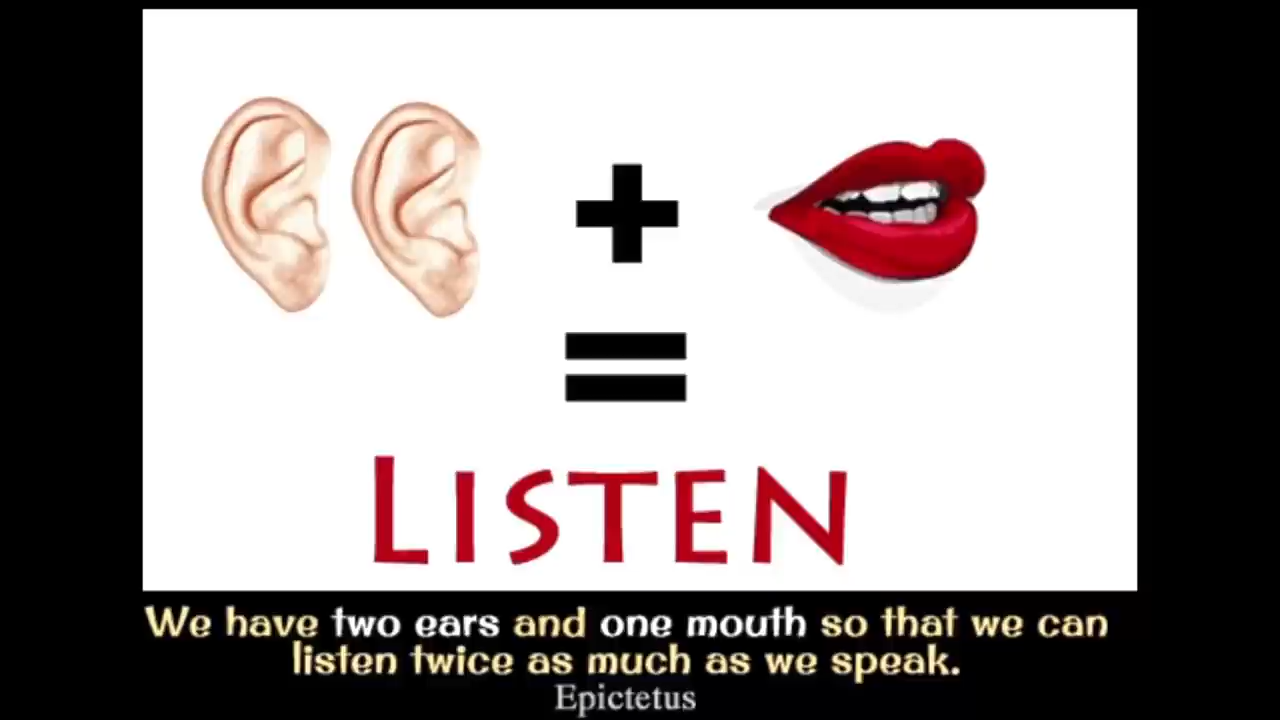 +
=
LISTEN
We have two ears and one mouth so that we can
listen twice as much as we speak.
Epictetus